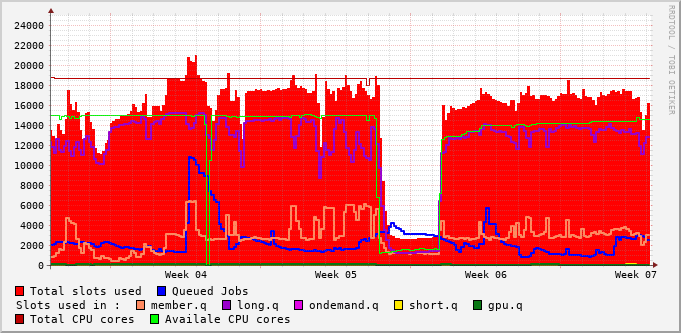 24000
22000
20000
18000
16000
14000
12000
10000
8000
6000
4000
2000
0
Week 04 Week 05 Week 06 Week 07
Total slots used Queued Jobs
Slots used in : member.q long.q ondemand.q short.q gpu.q
Total CPU cores Availale CPU cores
RRDTOOL / TOBI OETIKER